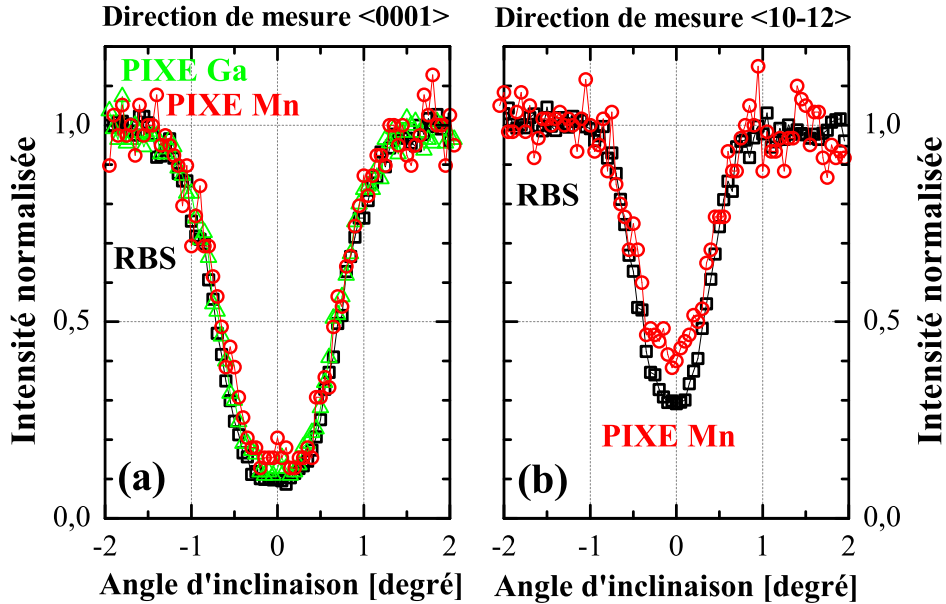 Direction de mesure <0001>
Direction de mesure <10-12>
PIXE Ga
PIXE Mn
RBS
(a)
RBS
PIXE Mn
(b)
Intensité normalisée
Intensité normalisée
1,0
0,5
0,0
1,0
0,5
0,0
-2 -1 0 1 2
-2 -1 0 1 2
Angle d'inclinaison [degré]
Angle d'inclinaison [degré]